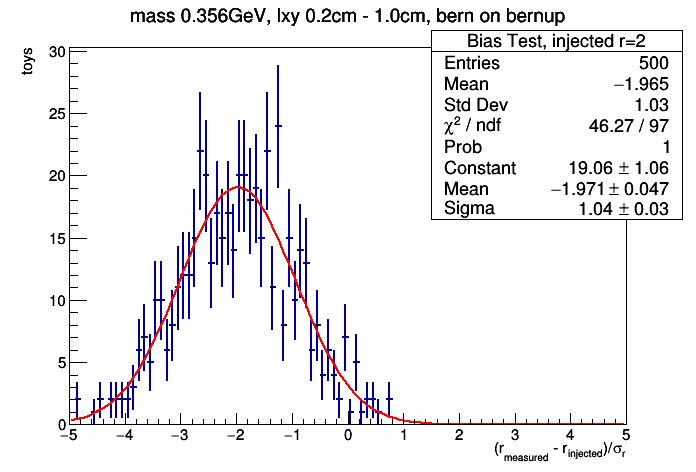 mass 0.356GeV, lxy 0.2cm - 1.0cm, bern on bernup
toys
Bias Test, injected r=2
Entries 500
Mean −1.965
Std Dev 1.03
χ² / ndf 46.27 / 97
Prob 1
Constant 19.06 ± 1.06
Mean −1.971 ± 0.047
Sigma 1.04 ± 0.03
30
25
20
15
10
5
0
−5 −4 −3 −2 −1 0 1 2 3 4 5
(r_measured - r_injected)/σ_r